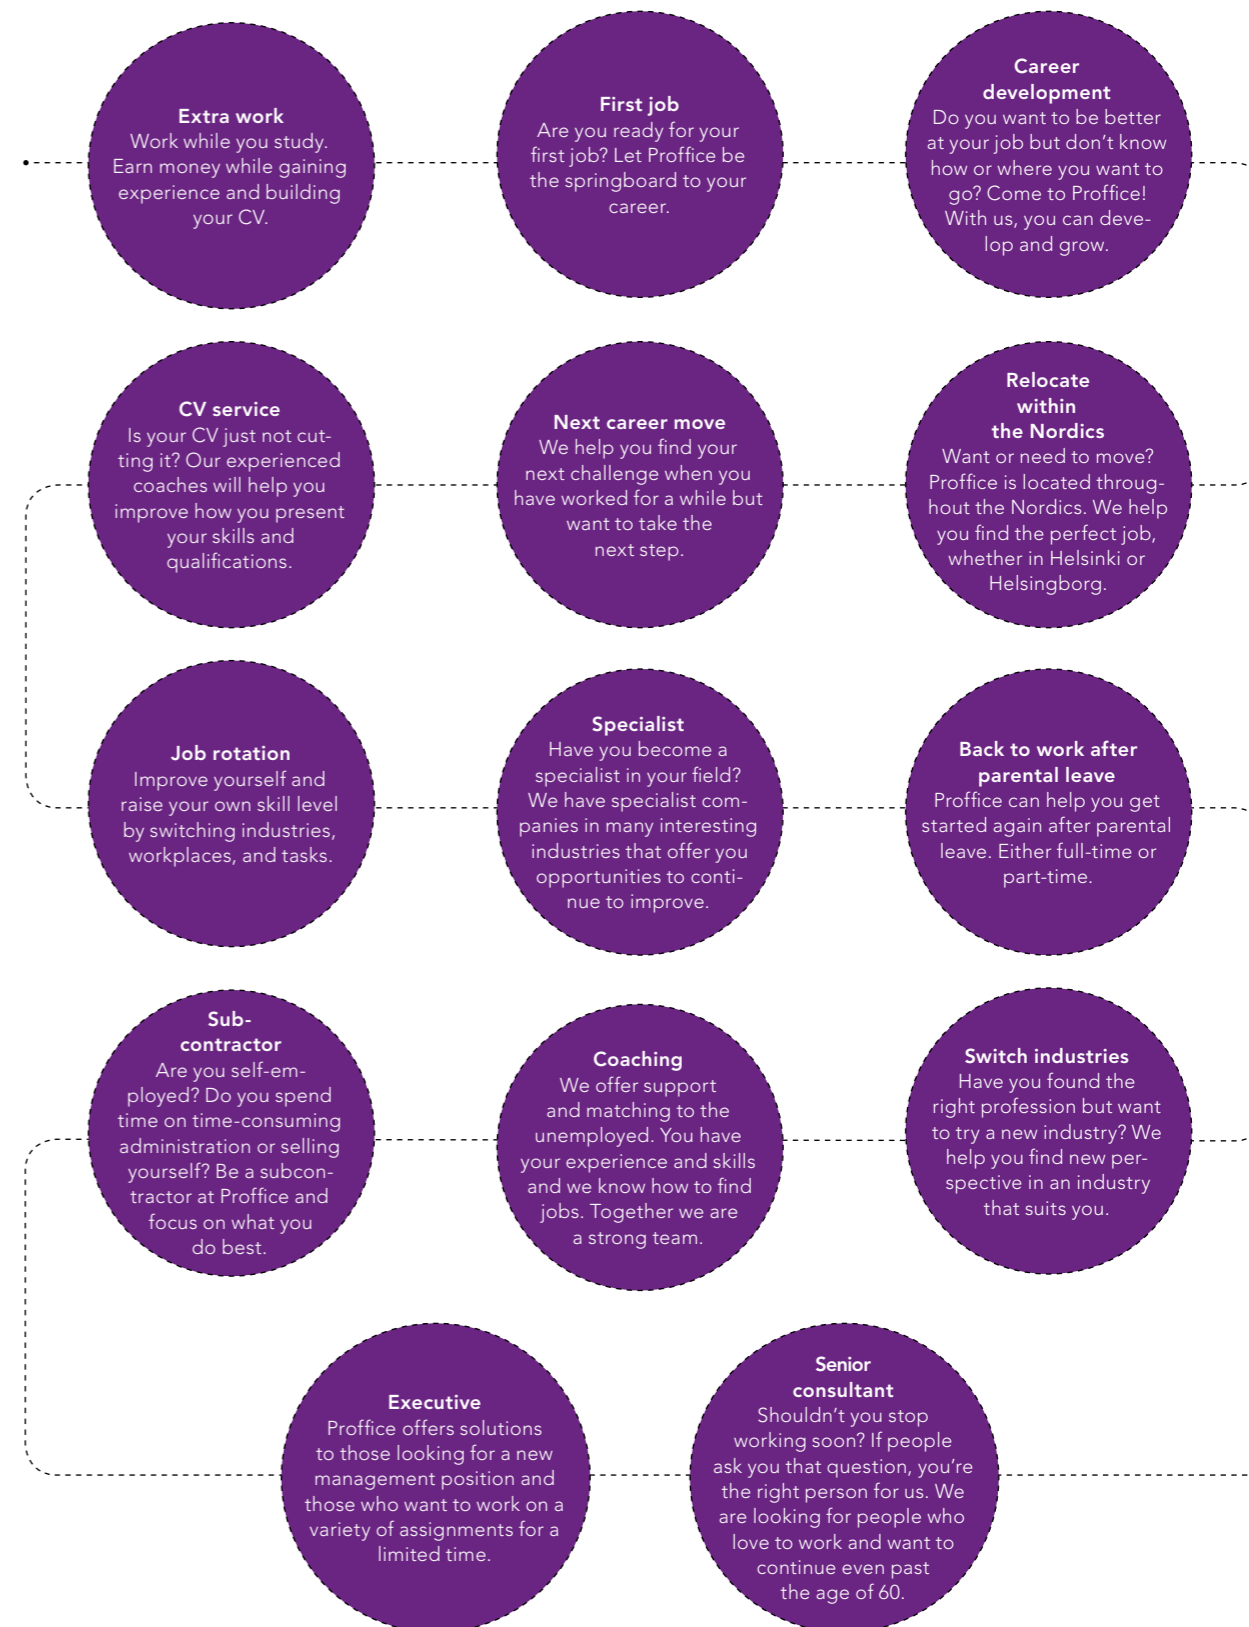 Extra work
Work while you study.
Earn money while gaining
experience and building
your CV.
First job
Are you ready for your
first job? Let Proffice be
the springboard to your
career.
Career
development
Do you want to be better
at your job but don’t know
how or where you want to
go? Come to Proffice!
With us, you can deve-
lop and grow.
CV service
Is your CV just not cut-
ting it? Our experienced
coaches will help you
improve how you present
your skills and
qualifications.
Next career move
We help you find your
next challenge when you
have worked for a while but
want to take the
next step.
Relocate
within
the Nordics
Want or need to move?
Proffice is located throug-
hout the Nordics. We help
you find the perfect job,
whether in Helsinki or
Helsingborg.
Job rotation
Improve yourself and
raise your own skill level
by switching industries,
workplaces, and tasks.
Specialist
Have you become a
specialist in your field?
We have specialist com-
panies in many interesting
industries that offer you
opportunities to conti-
nue to improve.
Back to work after
parental leave
Proffice can help you get
started again after parental
leave. Either full-time or
part-time.
Sub-
contractor
Are you self-em-
ployed? Do you spend
time on time-consuming
administration or selling
yourself? Be a subcon-
tractor at Proffice and
focus on what you
do best.
Coaching
We offer support
and matching to the
unemployed. You have
your experience and skills
and we know how to find
jobs. Together we are
a strong team.
Switch industries
Have you found the
right profession but want
to try a new industry? We
help you find new per-
spective in an industry
that suits you.
Executive
Proffice offers solutions
to those looking for a new
management position and
those who want to work on a
variety of assignments for a
limited time.
Senior
consultant
Shouldn’t you stop
working soon? If people
ask you that question, you’re
the right person for us. We
are looking for people who
love to work and want to
continue even past
the age of 60.